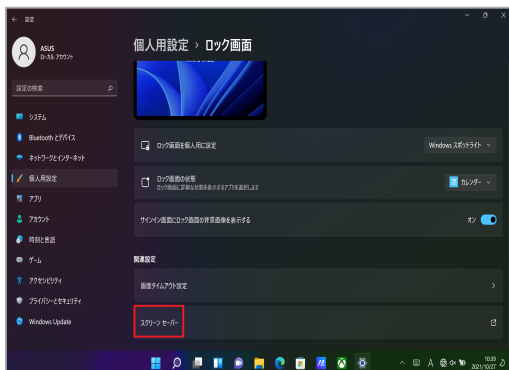 ← 設定
ASUS
ローカル アカウント
個人用設定 › ロック画面
設定の検索
システム
Bluetooth とデバイス
ネットワークとインターネット
個人用設定
アプリ
アカウント
時刻と言語
ゲーム
アクセシビリティ
プライバシーとセキュリティ
Windows Update
ロック画面を個人用に設定
Windows スポットライト
ロック画面の状態
ロック画面に詳細な状態を表示するアプリを選択します
カレンダー
サインイン画面にロック画面の背景画像を表示する
オン
関連設定
画面タイムアウト設定
スクリーン セーバー
A
10:39
2021/10/27